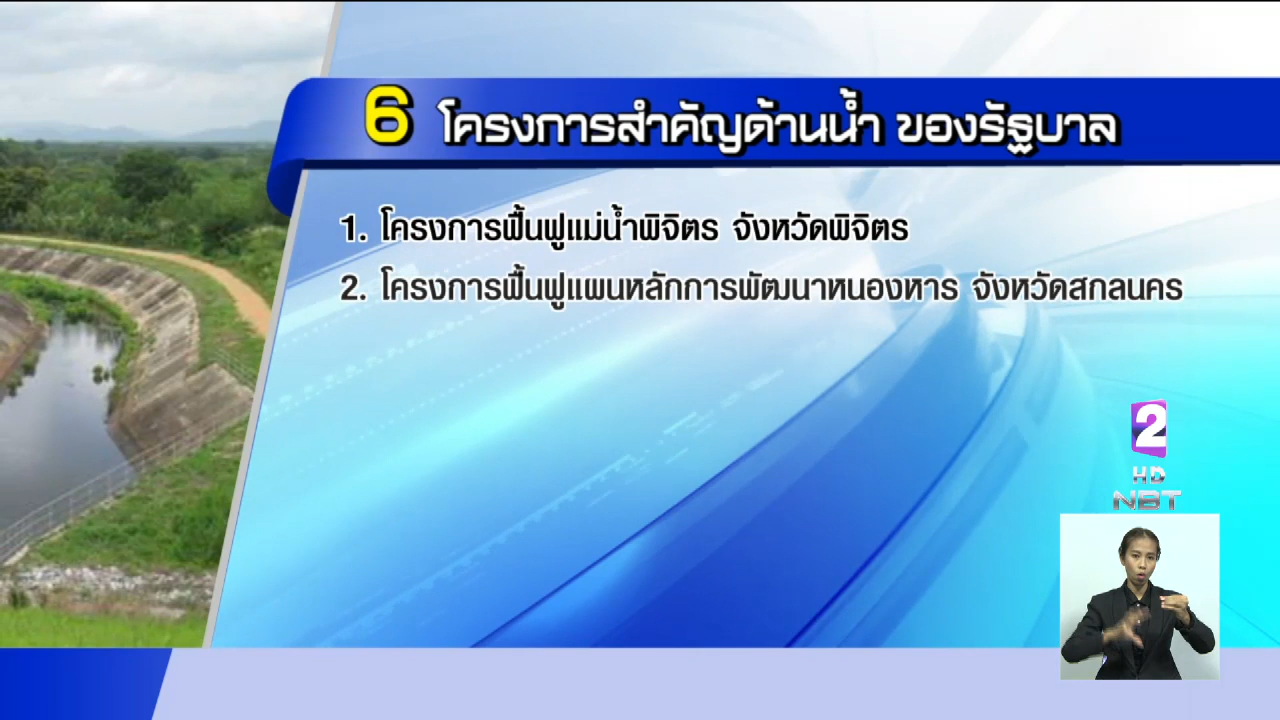 6 โครงการสำคัญด้านน้ำ ของรัฐบาล
1. โครงการฟื้นฟูแม่น้ำพิจิตร จังหวัดพิจิตร
2. โครงการฟื้นฟูแผนหลักการพัฒนาหนองหาร จังหวัดสกลนคร
2
HD
NBT